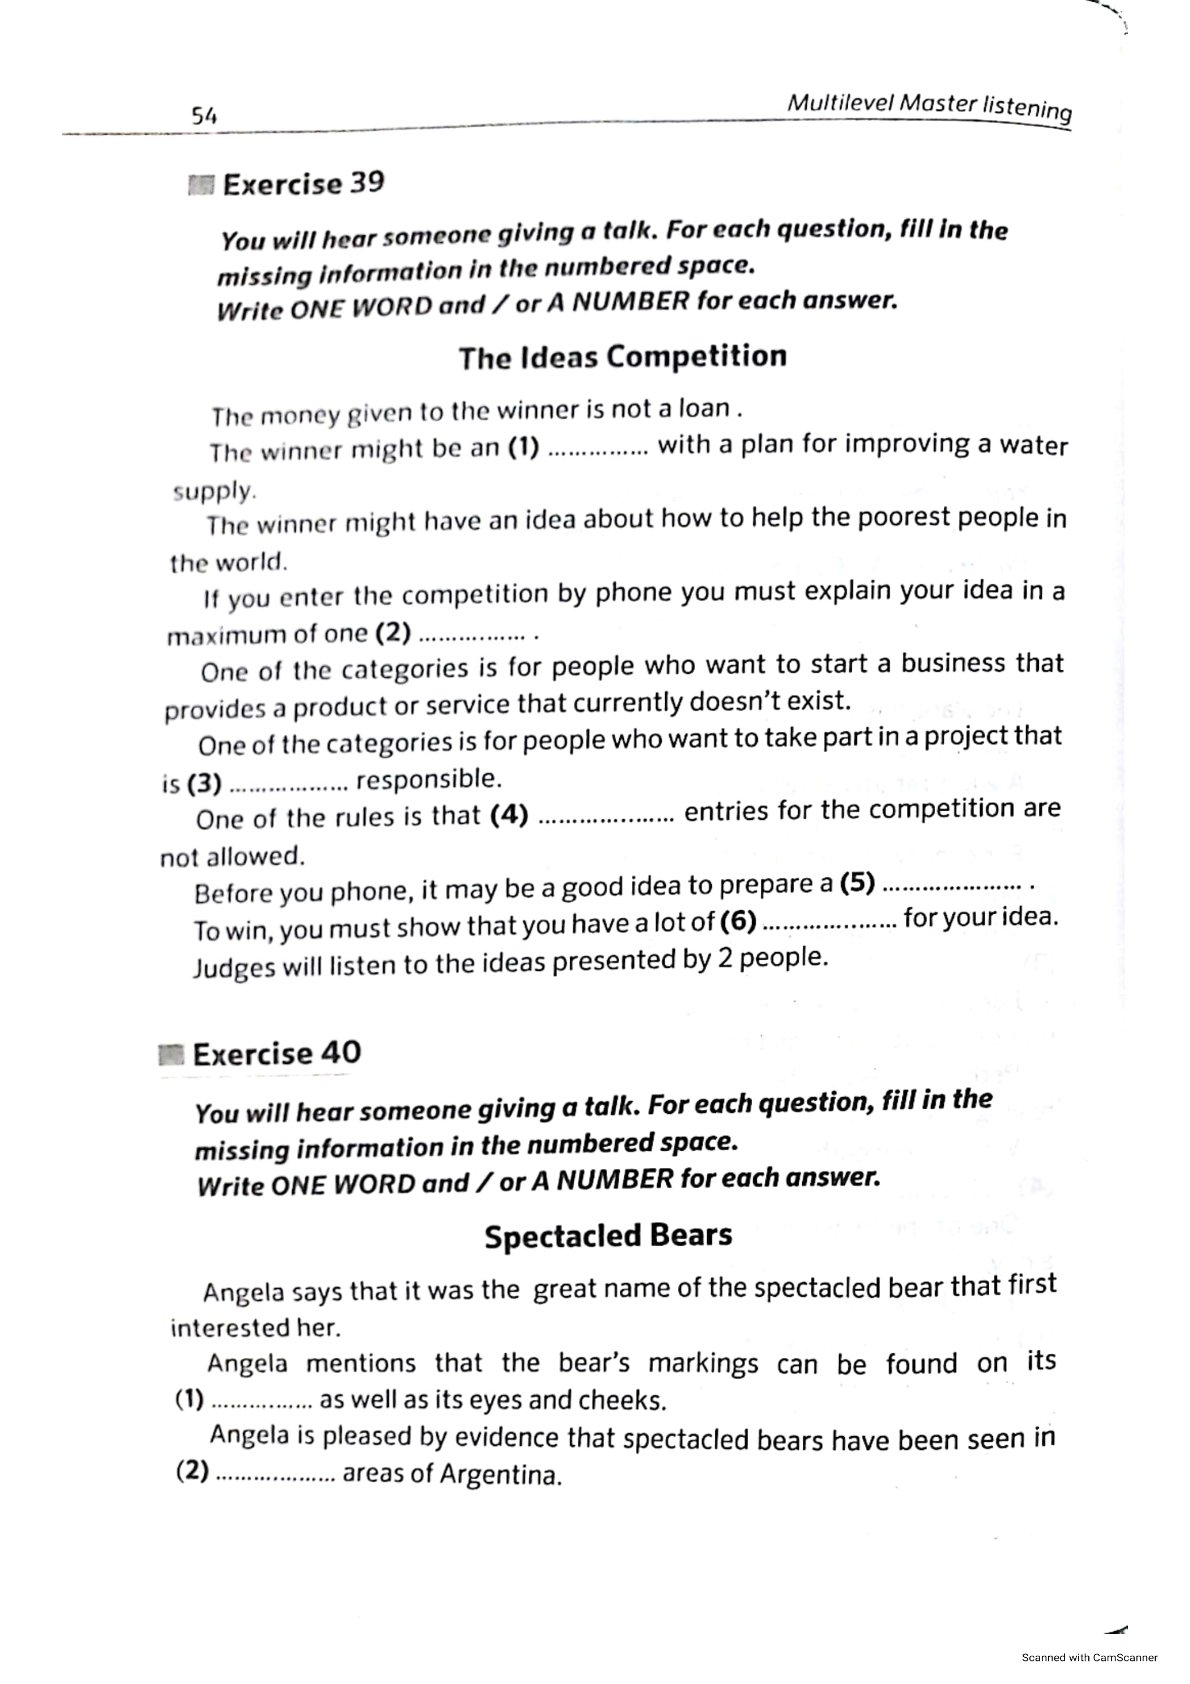 54
Multilevel Master listening
Exercise 39
You will hear someone giving a talk. For each question, fill in the
missing information in the numbered space.
Write ONE WORD and / or A NUMBER for each answer.
The Ideas Competition
The money given to the winner is not a loan .
The winner might be an (1) ............... with a plan for improving a water
supply.
The winner might have an idea about how to help the poorest people in
the world.
If you enter the competition by phone you must explain your idea in a
maximum of one (2) ................ .
One of the categories is for people who want to start a business that
provides a product or service that currently doesn't exist.
One of the categories is for people who want to take part in a project that
is (3) .................. responsible.
One of the rules is that (4) .................... entries for the competition are
not allowed.
Before you phone, it may be a good idea to prepare a (5) ..................... .
To win, you must show that you have a lot of (6) .................... for your idea.
Judges will listen to the ideas presented by 2 people.
Exercise 40
You will hear someone giving a talk. For each question, fill in the
missing information in the numbered space.
Write ONE WORD and / or A NUMBER for each answer.
Spectacled Bears
Angela says that it was the great name of the spectacled bear that first
interested her.
Angela mentions that the bear's markings can be found on its
(1) ................ as well as its eyes and cheeks.
Angela is pleased by evidence that spectacled bears have been seen in
(2) ................... areas of Argentina.
Scanned with CamScanner